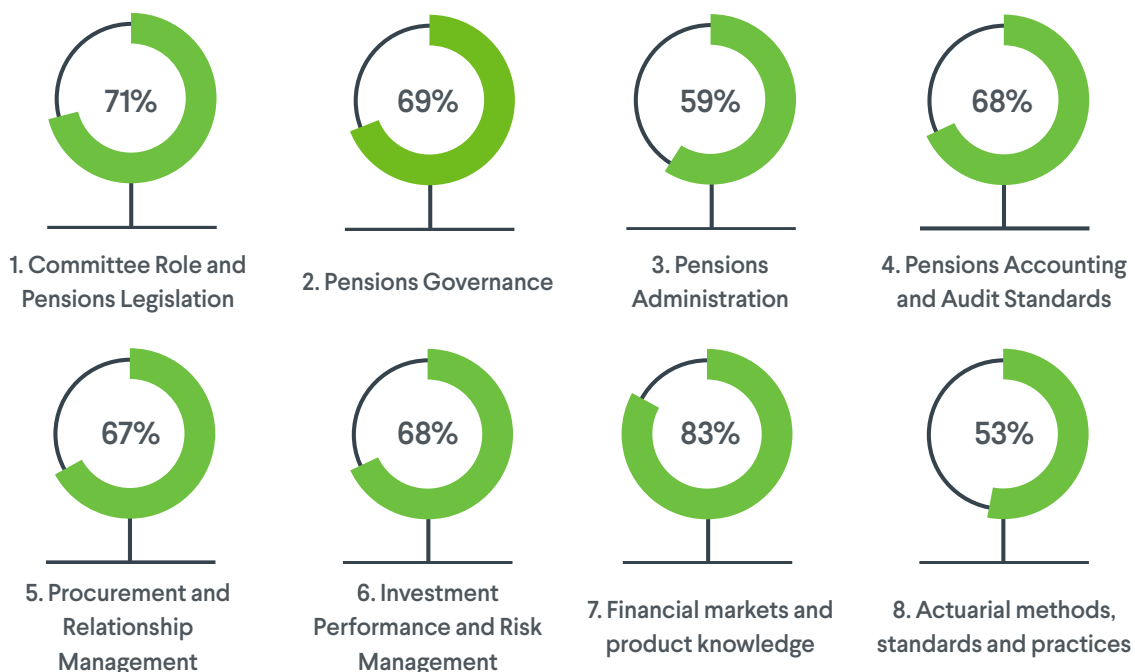 71%
69%
59%
68%
1. Committee Role and
Pensions Legislation
2. Pensions Governance
3. Pensions
Administration
4. Pensions Accounting
and Audit Standards
67%
68%
83%
53%
5. Procurement and
Relationship
Management
6. Investment
Performance and Risk
Management
7. Financial markets and
product knowledge
8. Actuarial methods,
standards and practices